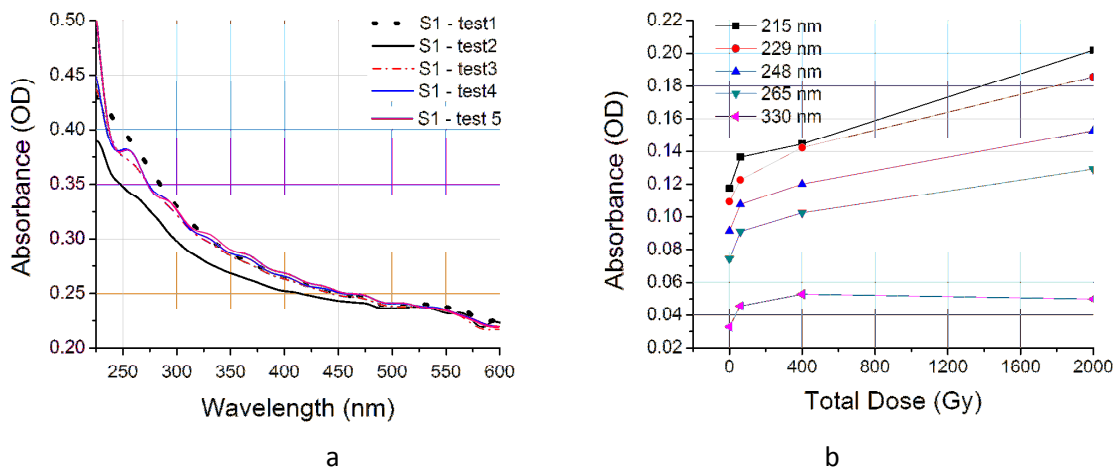 0.50
0.45
0.40
0.35
0.30
0.25
0.20
Absorbance (OD)
250 300 350 400 450 500 550 600
Wavelength (nm)
S1 - test1
S1 - test2
S1 - test3
S1 - test4
S1 - test 5
a
0.22
0.20
0.18
0.16
0.14
0.12
0.10
0.08
0.06
0.04
0.02
Absorbance (OD)
0 400 800 1200 1600 2000
Total Dose (Gy)
215 nm
229 nm
248 nm
265 nm
330 nm
b